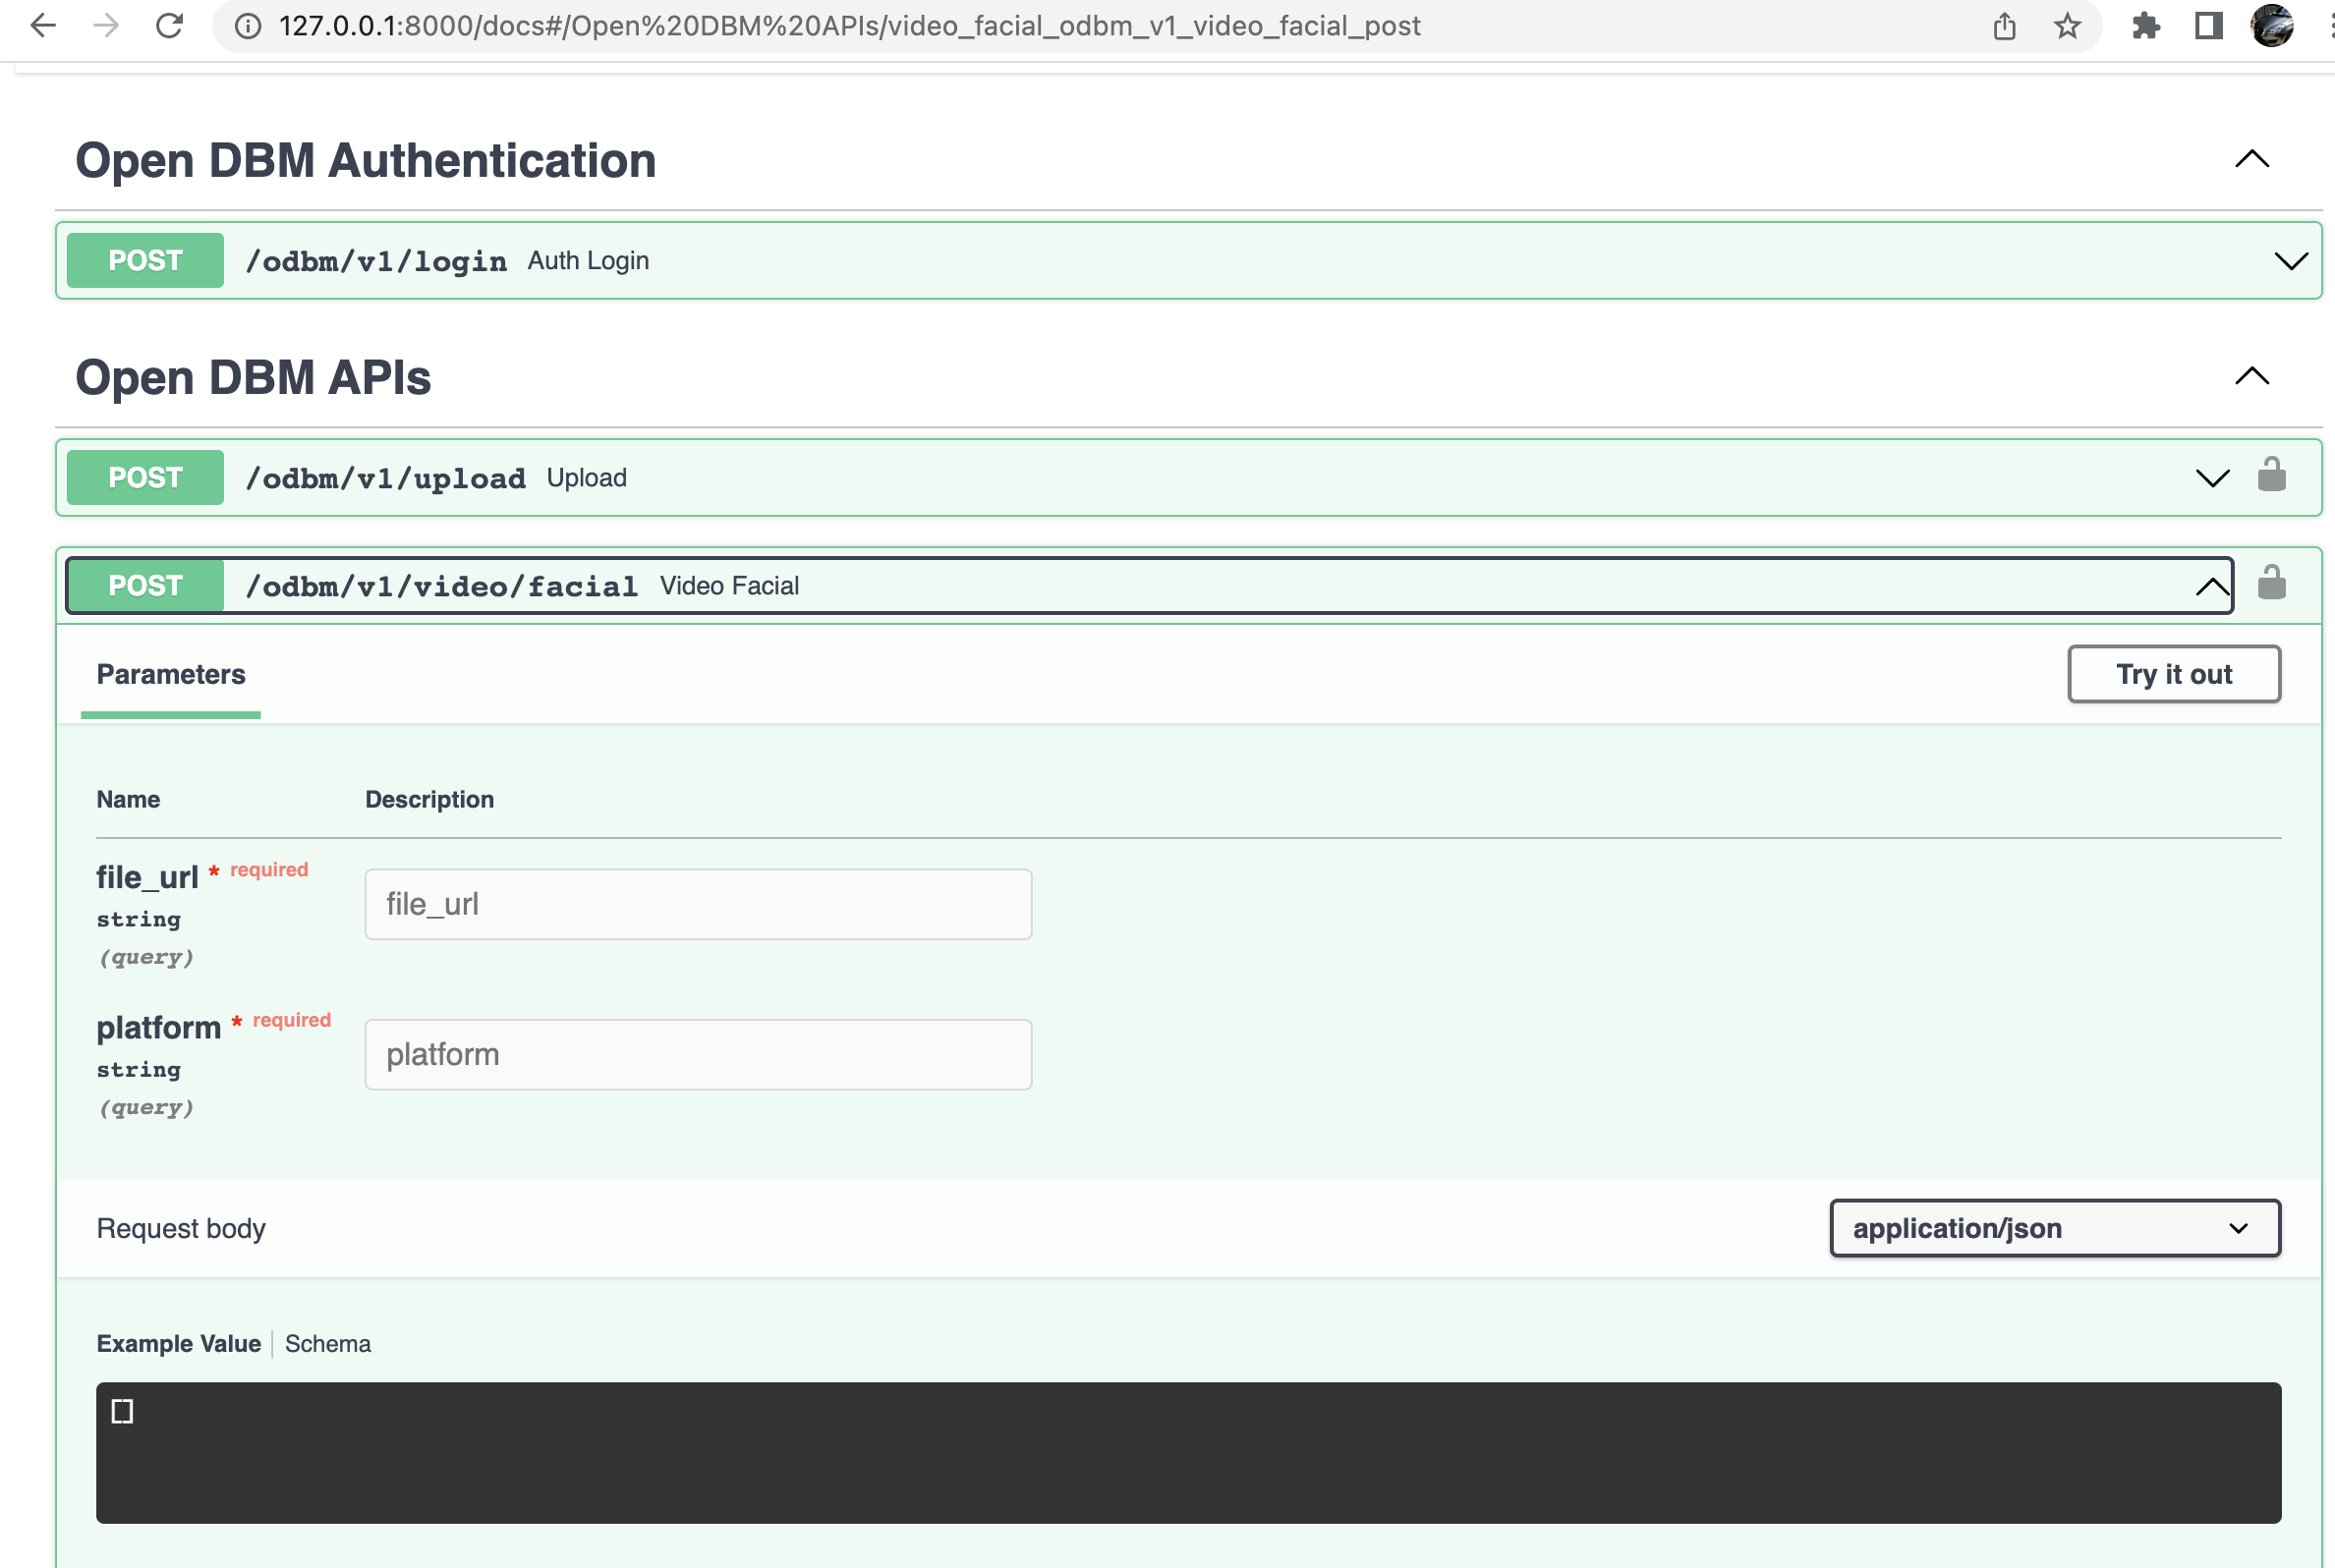 127.0.0.1:8000/docs#/Open%20DBM%20APIs/video_facial_odbm_v1_video_facial_post
Open DBM Authentication
POST /odbm/v1/login Auth Login
Open DBM APIs
POST /odbm/v1/upload Upload
POST /odbm/v1/video/facial Video Facial
Parameters Try it out
Name Description
file_url * required
string
(query)
file_url
platform * required
string
(query)
platform
Request body application/json
Example Value Schema
[]